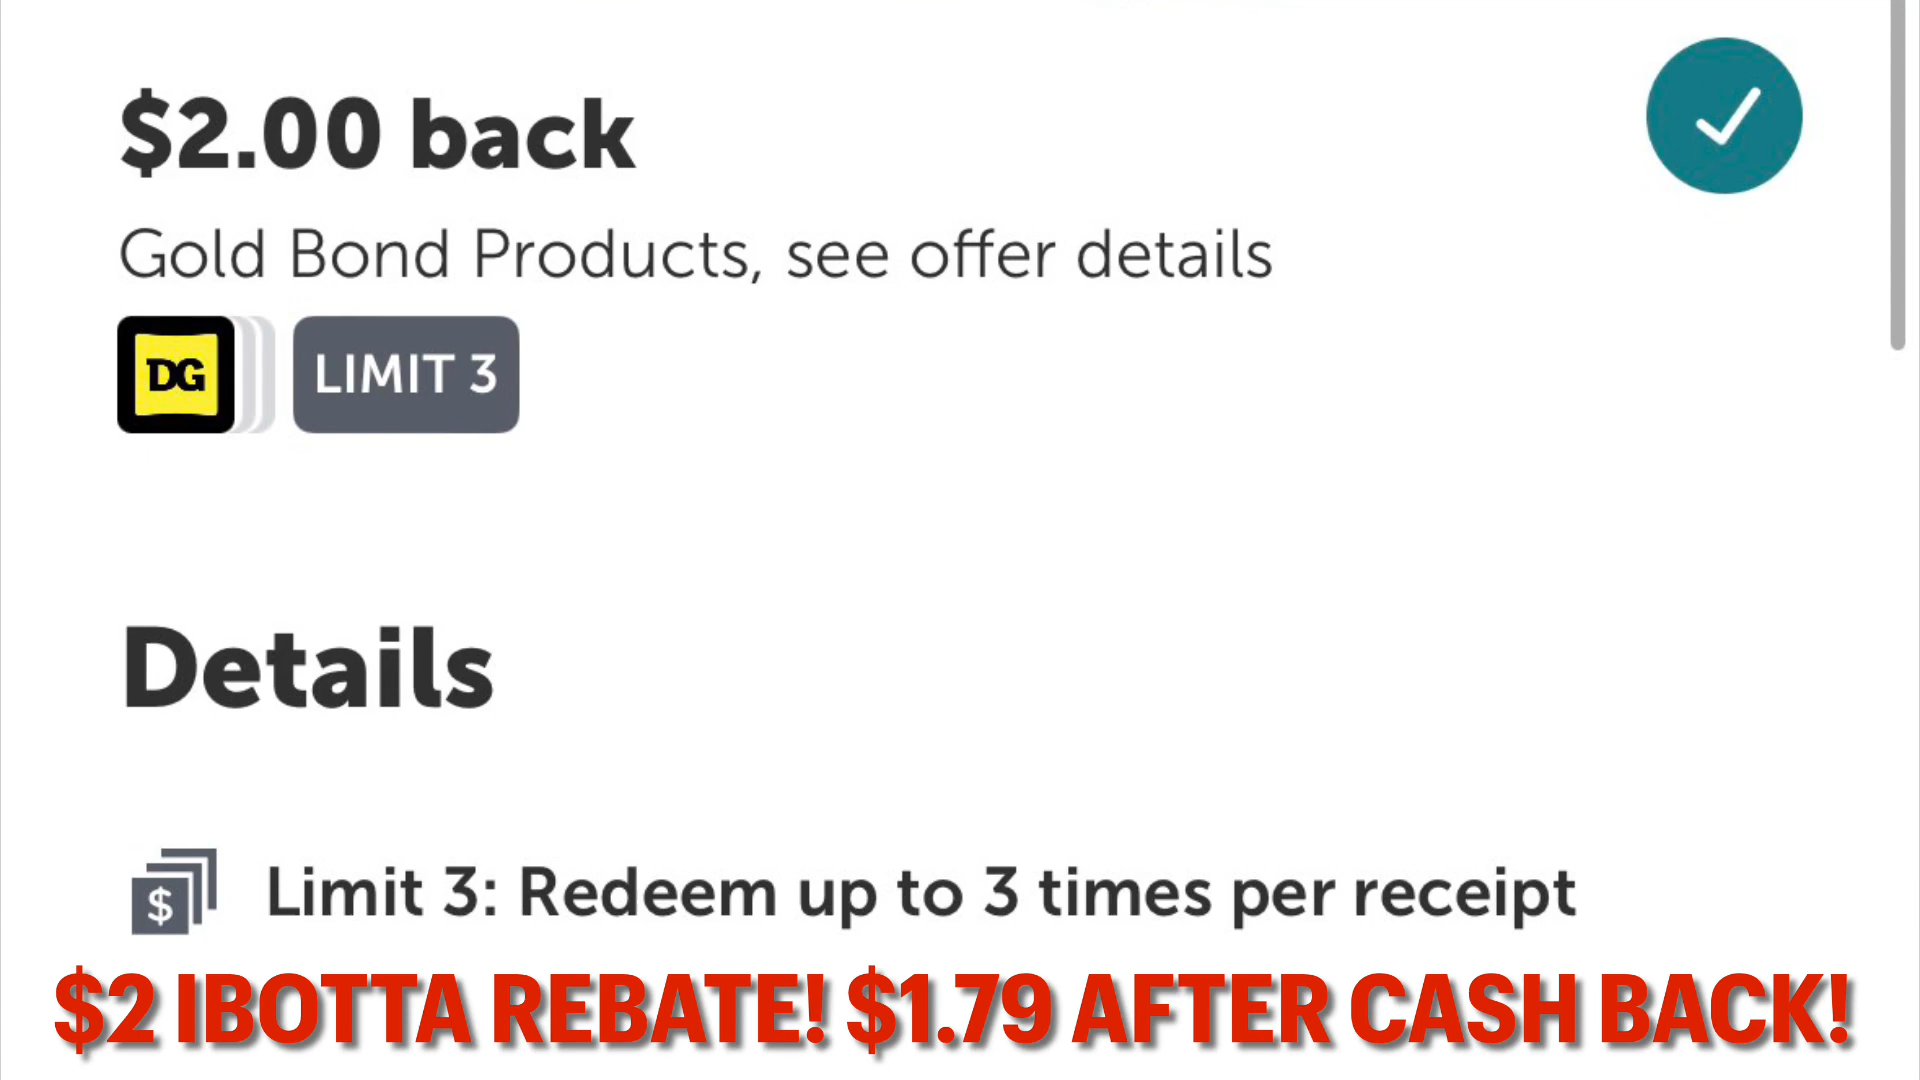 $2.00 back
Gold Bond Products, see offer details
DG LIMIT 3
Details
$ Limit 3: Redeem up to 3 times per receipt
$2 IBOTTA REBATE! $1.79 AFTER CASH BACK!